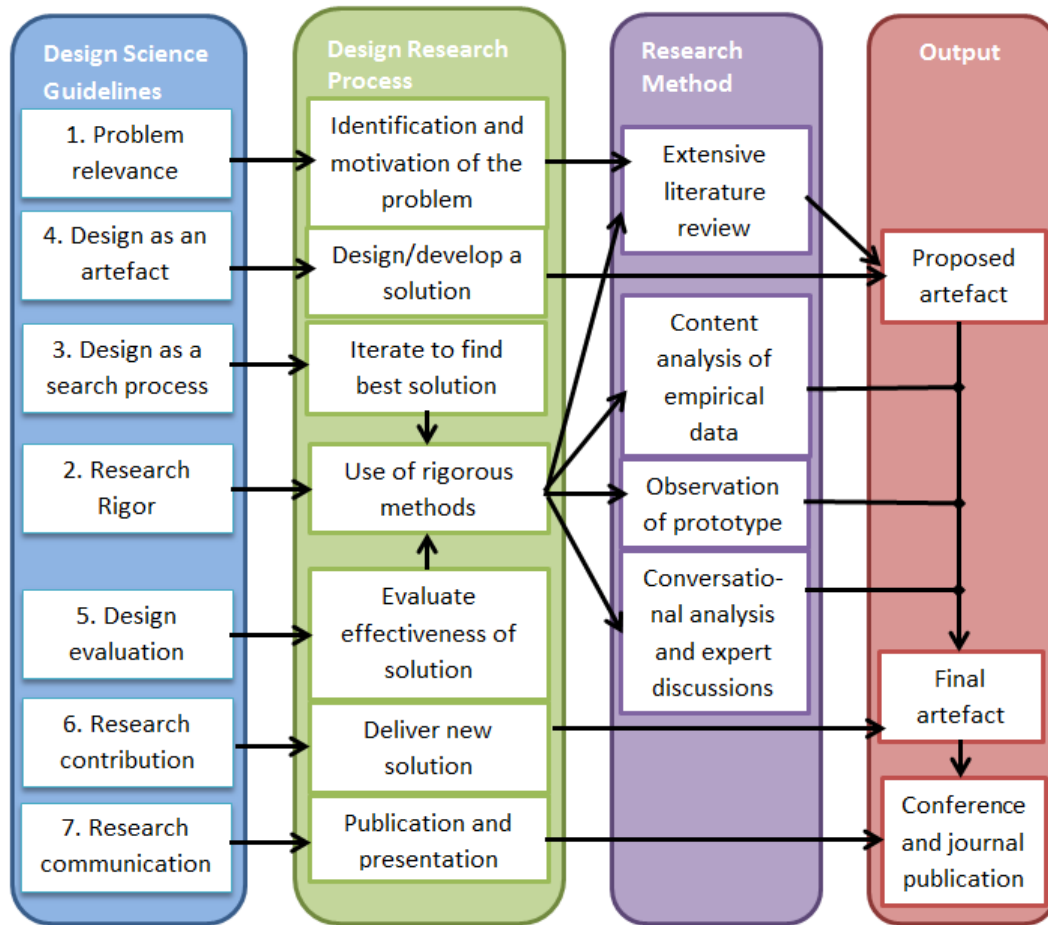 Design Science
Guidelines
1. Problem
relevance
4. Design as an
artefact
3. Design as a
search process
2. Research
Rigor
5. Design
evaluation
6. Research
contribution
7. Research
communication
Design Research
Process
Identification and
motivation of the
problem
Design/develop a
solution
Iterate to find
best solution
Use of rigorous
methods
Evaluate
effectiveness of
solution
Deliver new
solution
Publication and
presentation
Research
Method
Extensive
literature
review
Content
analysis of
empirical
data
Observation
of prototype
Conversatio-
nal analysis
and expert
discussions
Output
Proposed
artefact
Final
artefact
Conference
and journal
publication